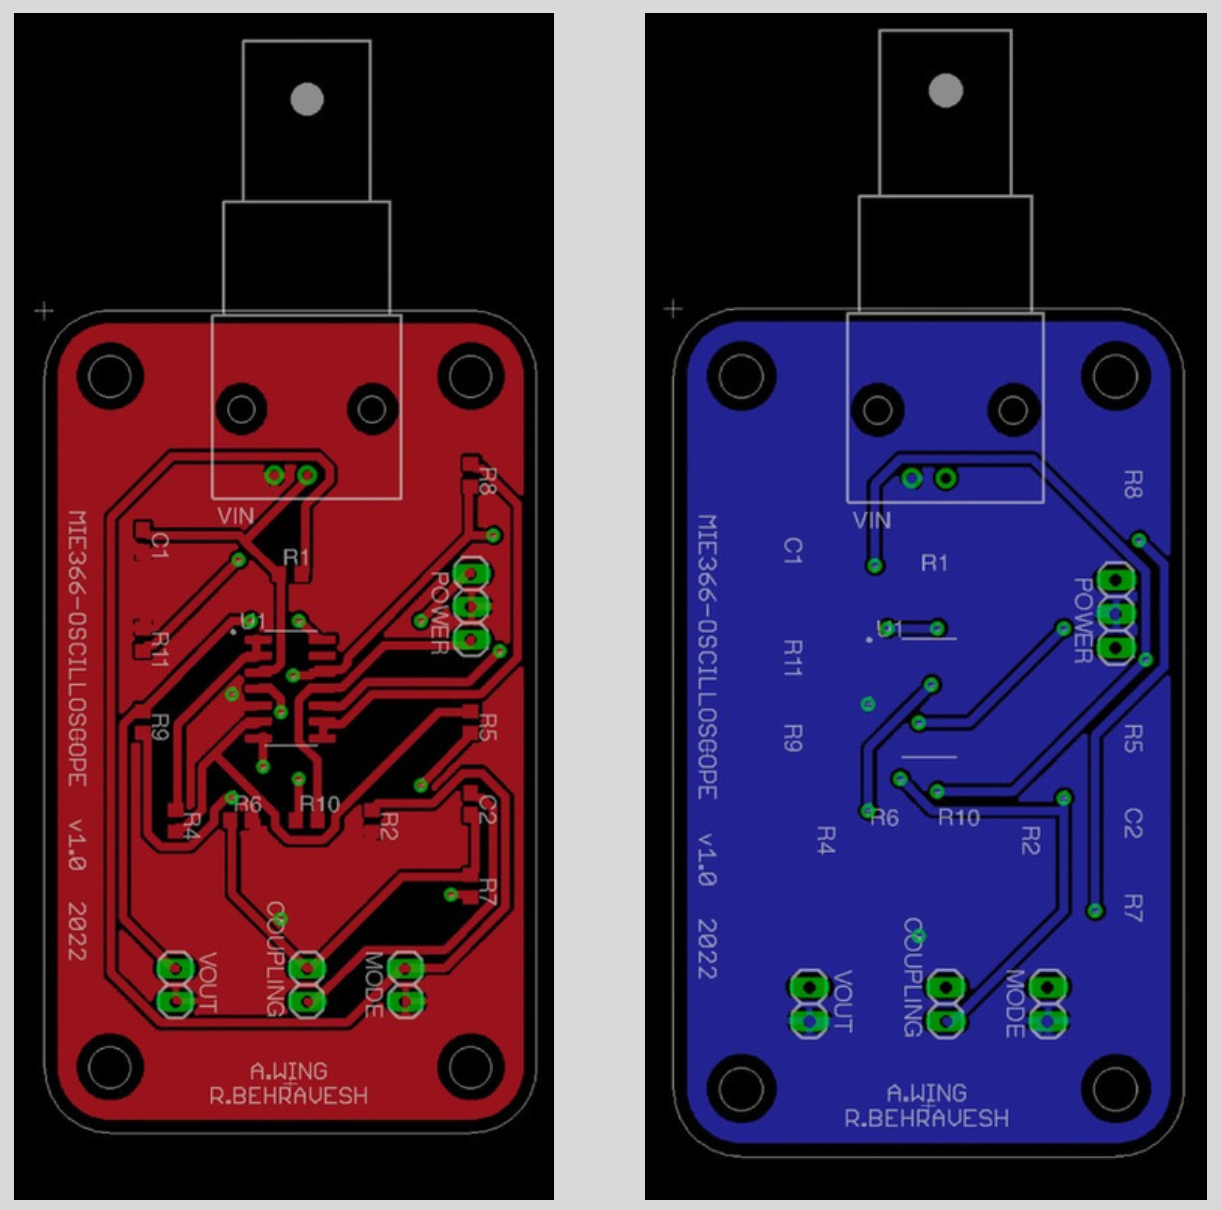 R8
VIN
C1
R1
POWER
U1
R11
R9
R5
R6
R10
C2
R4
R2
R7
MIE366-OSCILLOSCOPE v1.0 2022
VOUT
COUPLING
MODE
A.WING
R.BEHRAVESH
R8
VIN
C1
R1
POWER
U1
R11
R9
R5
R6
R10
C2
R4
R2
R7
MIE366-OSCILLOSCOPE v1.0 2022
VOUT
COUPLING
MODE
A.WING
R.BEHRAVESH